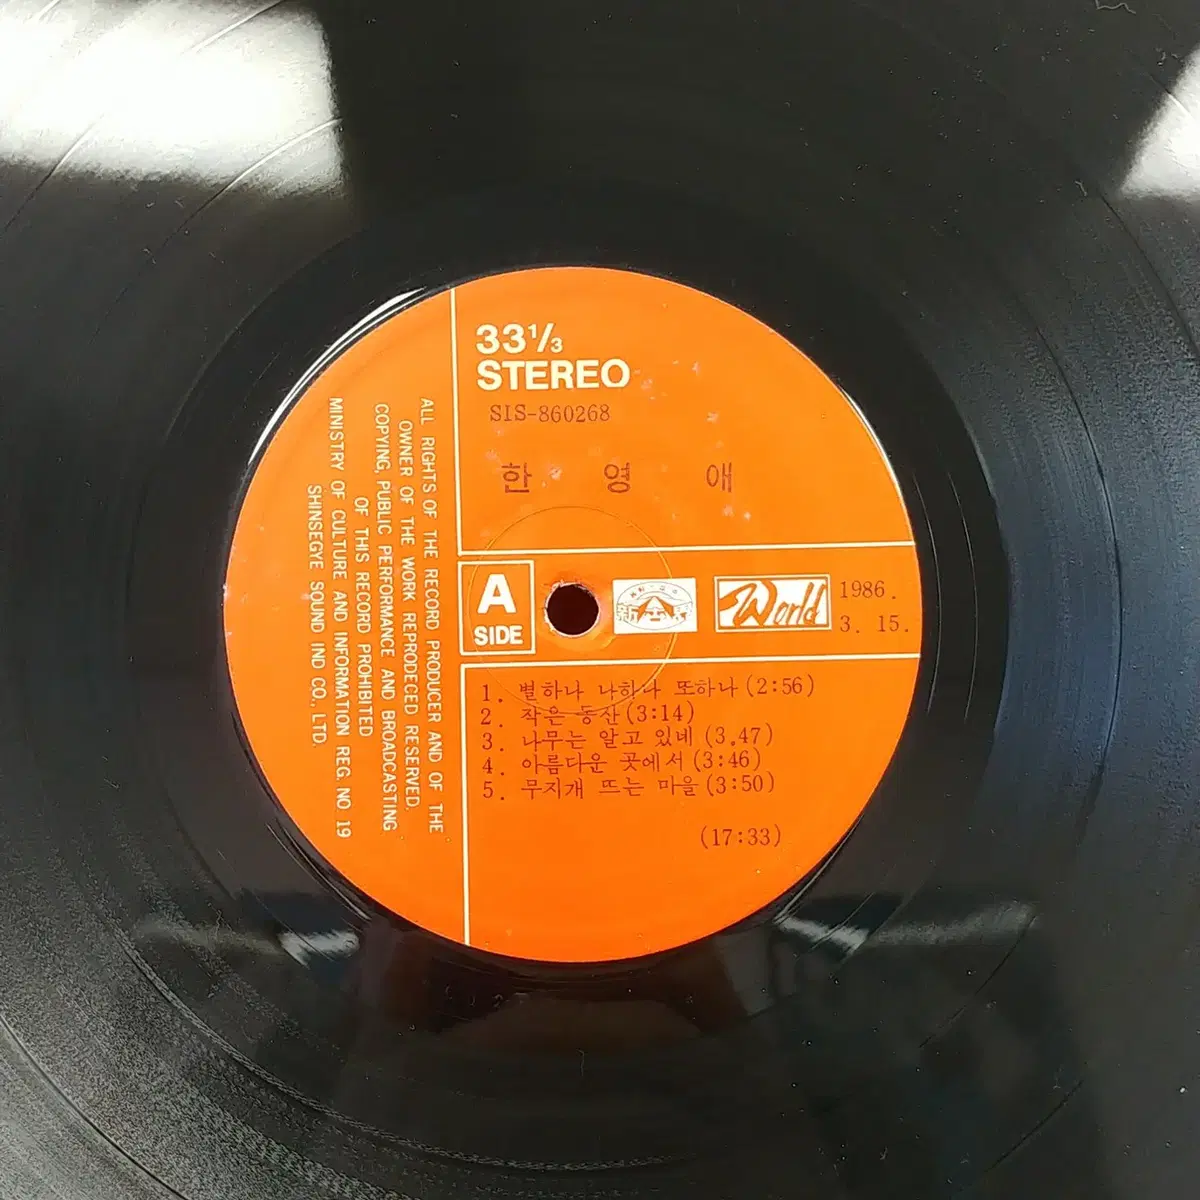 33⅓
STEREO
SIS-860268
한 영 애
A
SIDE
World
1986.
3. 15.
1. 별하나 나하나 또하나 (2:56)
2. 작은 동산 (3:14)
3. 나무는 알고 있네 (3.47)
4. 아름다운 곳에서 (3:46)
5. 무지개 뜨는 마을 (3:50)
(17:33)
ALL RIGHTS OF THE RECORD PRODUCER AND OF THE
OWNER OF THE WORK REPRODECED RESERVED.
COPYING, PUBLIC PERFORMANCE AND BROADCASTING
OF THIS RECORD PROHIBITED
MINISTRY OF CULTURE AND INFORMATION REG. NO. 19
SHINSEGYE SOUND IND CO., LTD.